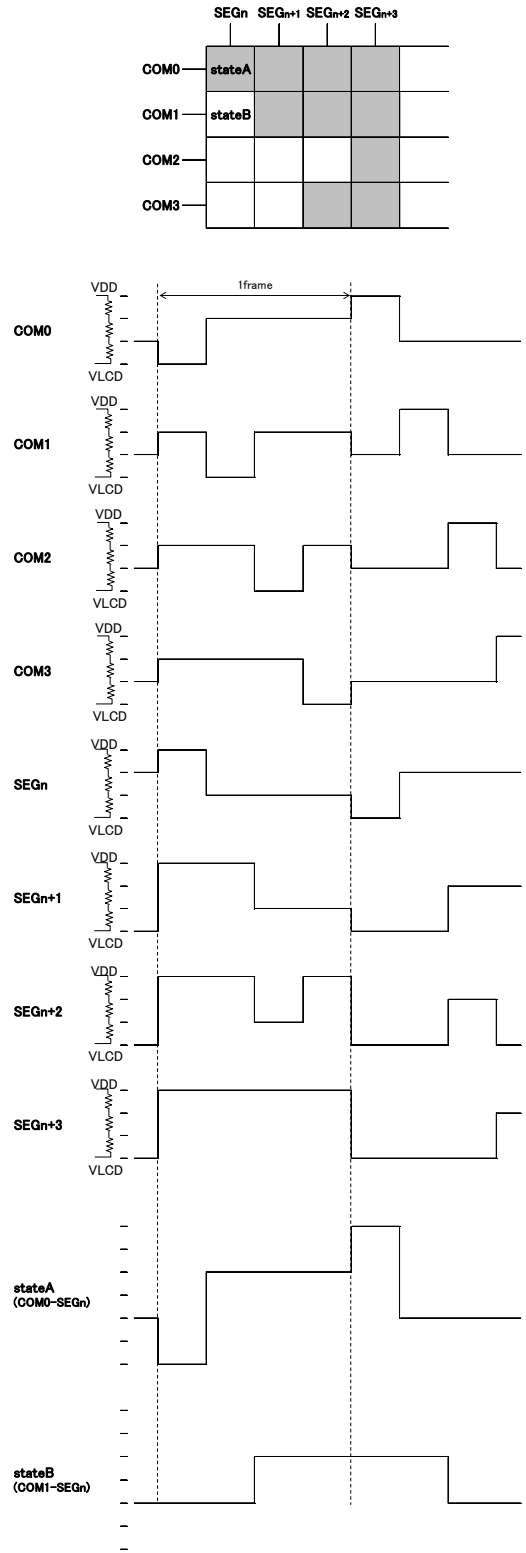 SEGn SEGn+1 SEGn+2 SEGn+3
COM0 stateA
COM1 stateB
COM2
COM3
1frame
VDD
COM0
VLCD
VDD
COM1
VLCD
VDD
COM2
VLCD
VDD
COM3
VLCD
VDD
SEGn
VLCD
VDD
SEGn+1
VLCD
VDD
SEGn+2
VLCD
VDD
SEGn+3
VLCD
stateA
(COM0-SEGn)
stateB
(COM1-SEGn)